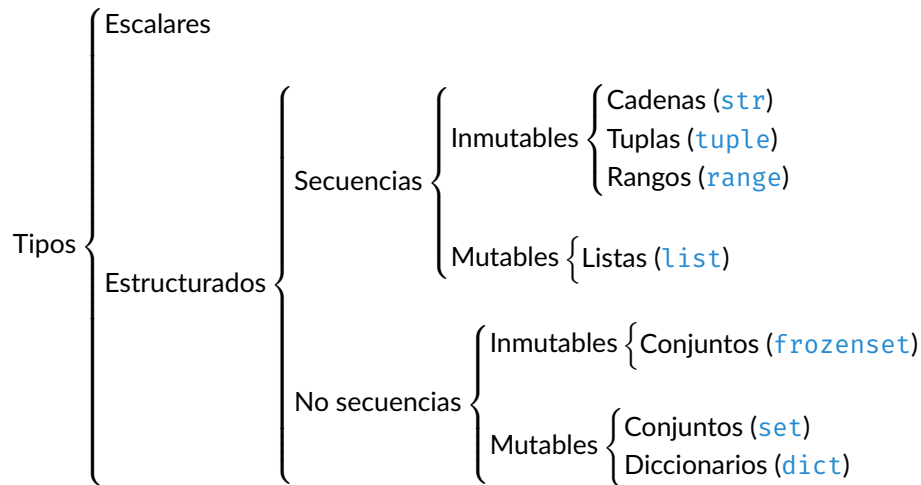 Tipos
Escalares
Estructurados
Secuencias
Inmutables
Cadenas (str)
Tuplas (tuple)
Rangos (range)
Mutables
Listas (list)
No secuencias
Inmutables
Conjuntos (frozenset)
Mutables
Conjuntos (set)
Diccionarios (dict)